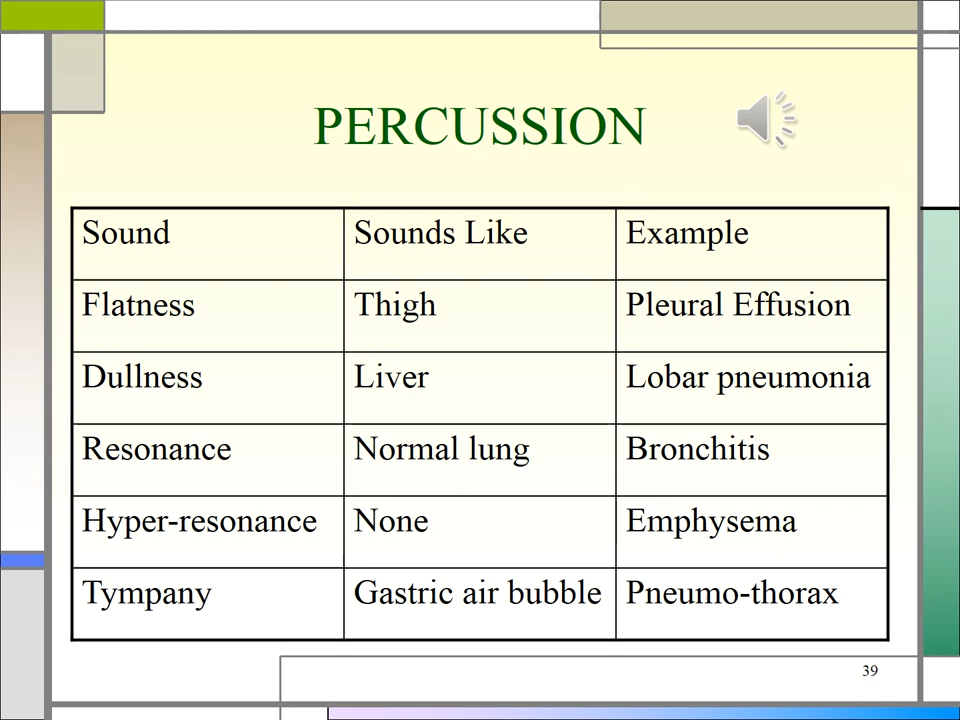 PERCUSSION
Sound Sounds Like Example
Flatness Thigh Pleural Effusion
Dullness Liver Lobar pneumonia
Resonance Normal lung Bronchitis
Hyper-resonance None Emphysema
Tympany Gastric air bubble Pneumo-thorax
39